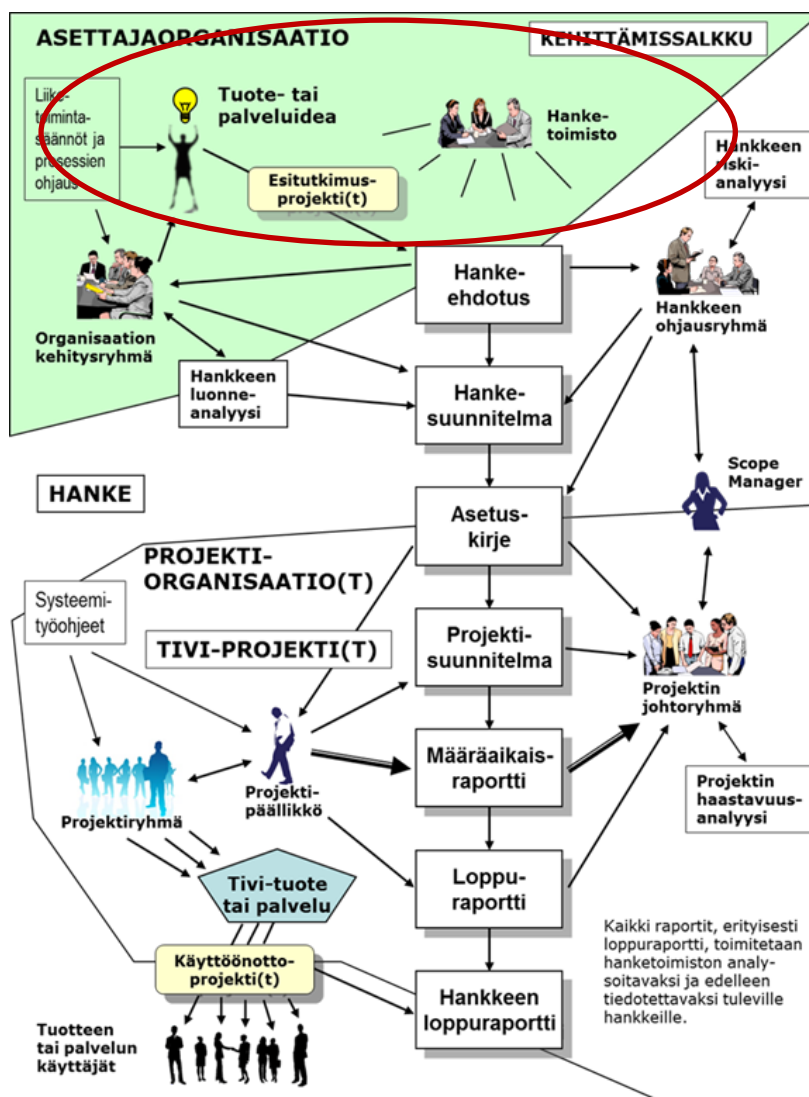 ASETTAJAORGANISAATIO
KEHITTÄMISSALKKU
Liike-
toiminta-
säännöt ja
prosessien
ohjaus
Tuote- tai
palveluidea
Hanke-
toimisto
Esitutkimus-
projekti(t)
Hankkeen
riski-
analyysi
Hanke-
ehdotus
Hankkeen
ohjausryhmä
Organisaation
kehitysryhmä
Hankkeen
luonne-
analyysi
Hanke-
suunnitelma
HANKE
Scope
Manager
Asetus-
kirje
PROJEKTI-
ORGANISAATIO(T)
Systeemi-
työohjeet
TIVI-PROJEKTI(T)
Projekti-
suunnitelma
Projektin
johtoryhmä
Projekti-
päällikkö
Määräaikais-
raportti
Projektin
haastavuus-
analyysi
Projektiryhmä
Tivi-tuote
tai palvelu
Loppu-
raportti
Kaikki raportit, erityisesti
loppuraportti, toimitetaan
hanketoimiston analy-
soitavaksi ja edelleen
tiedotettavaksi tuleville
hankkeille.
Käyttöönotto-
projekti(t)
Hankkeen
loppuraportti
Tuotteen
tai palvelun
käyttäjät